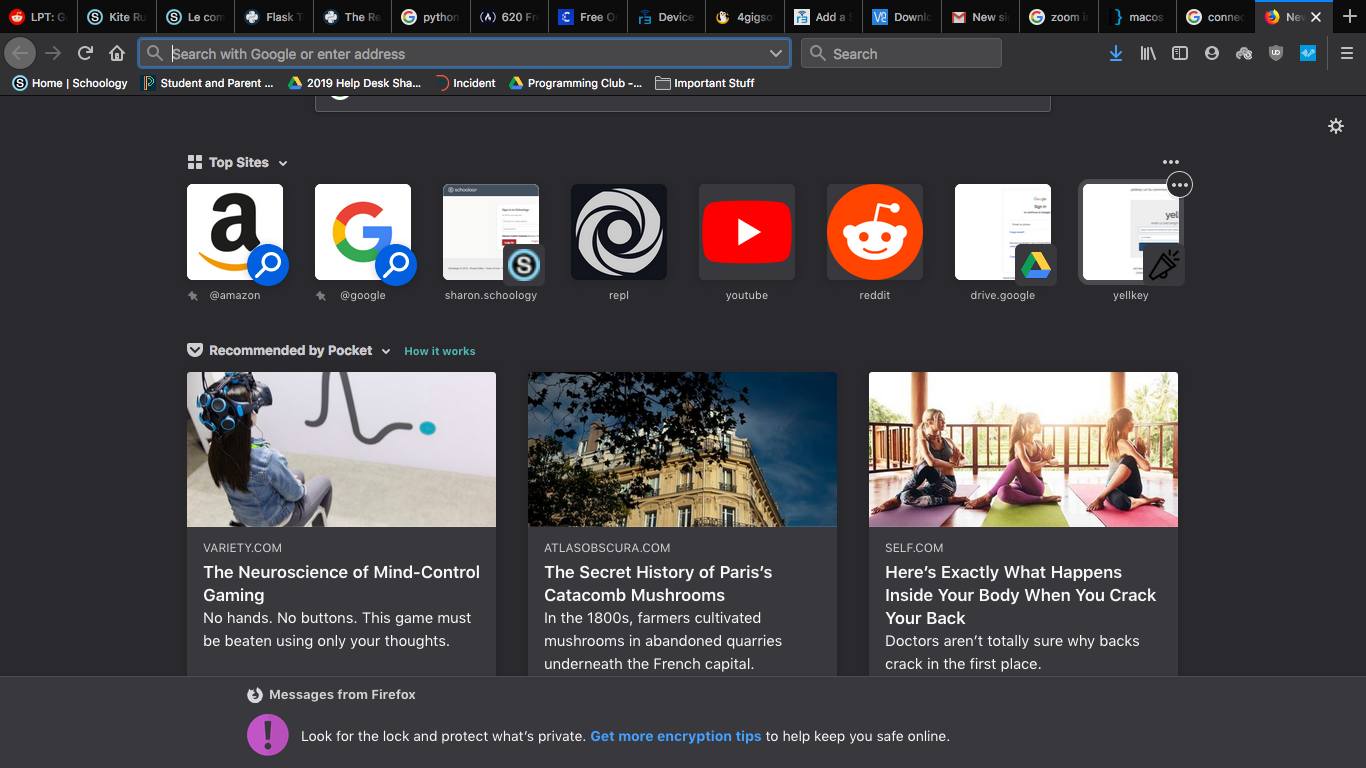 LPT: G
Kite Ru
Le com
Flask T
The Re
python
620 Fr
Free O
Device
4gigso
Add a S
Downlo
New si
zoom i
macos
connec
New
Search with Google or enter address
Search
Home | Schoology
Student and Parent ...
2019 Help Desk Sha...
Incident
Programming Club -...
Important Stuff
Top Sites
@amazon
@google
sharon.schoology
repl
youtube
reddit
drive.google
yellkey
Recommended by Pocket
How it works
VARIETY.COM
The Neuroscience of Mind-Control
Gaming
No hands. No buttons. This game must
be beaten using only your thoughts.
ATLASOBSCURA.COM
The Secret History of Paris's
Catacomb Mushrooms
In the 1800s, farmers cultivated
mushrooms in abandoned quarries
underneath the French capital.
SELF.COM
Here's Exactly What Happens
Inside Your Body When You Crack
Your Back
Doctors aren't totally sure why backs
crack in the first place.
Messages from Firefox
Look for the lock and protect what's private. Get more encryption tips to help keep you safe online.